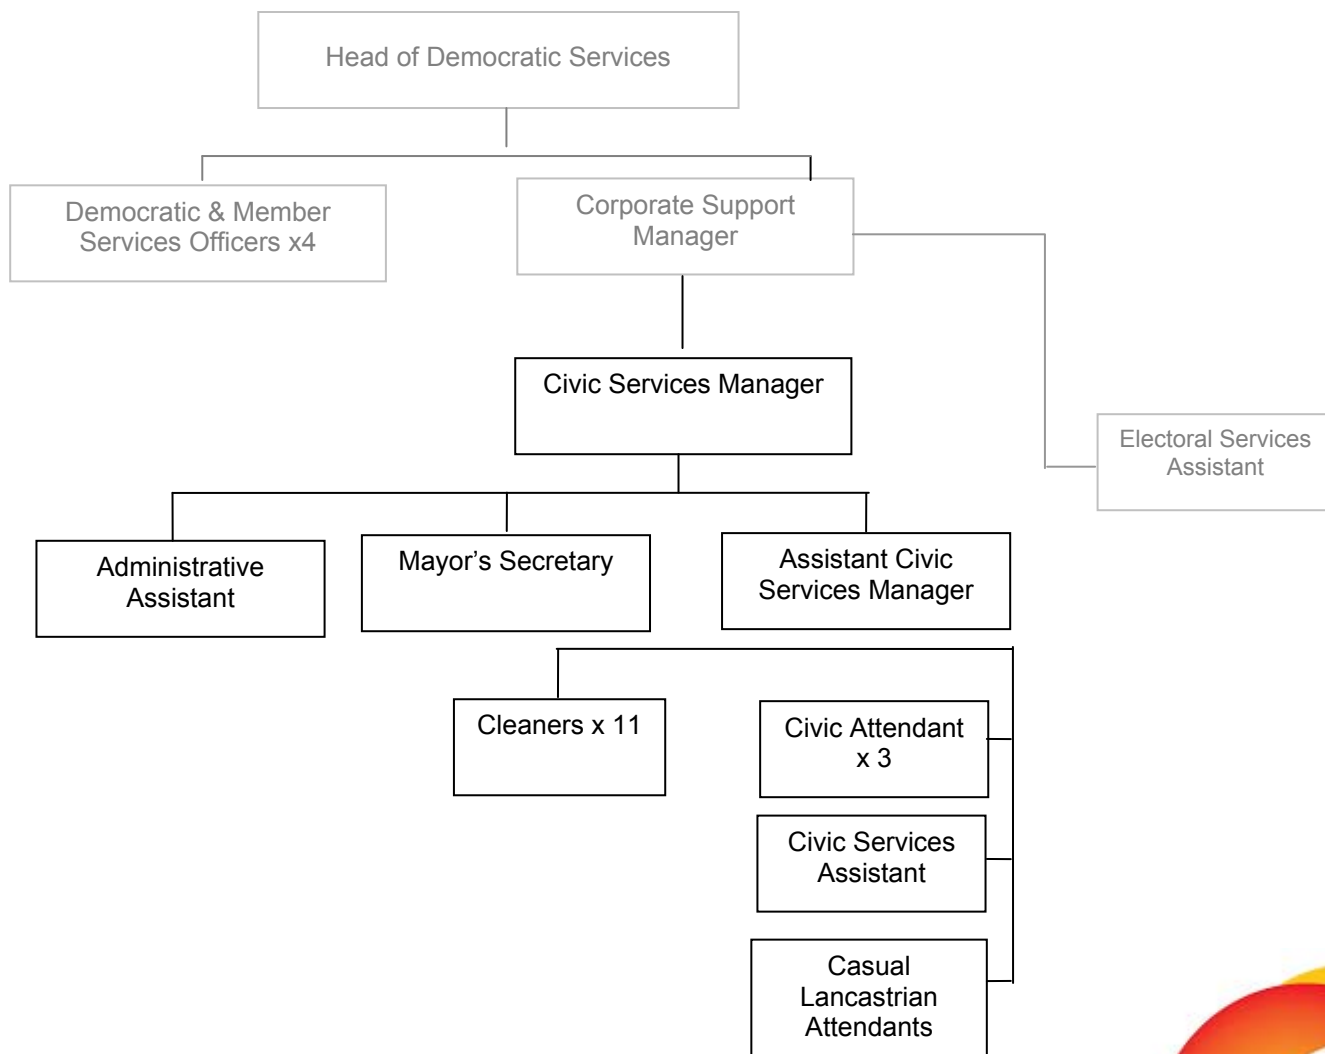 Head of Democratic Services
Democratic & Member
Services Officers x4
Corporate Support
Manager
Civic Services Manager
Electoral Services
Assistant
Administrative
Assistant
Mayor’s Secretary
Assistant Civic
Services Manager
Cleaners x 11
Civic Attendant
x 3
Civic Services
Assistant
Casual
Lancastrian
Attendants